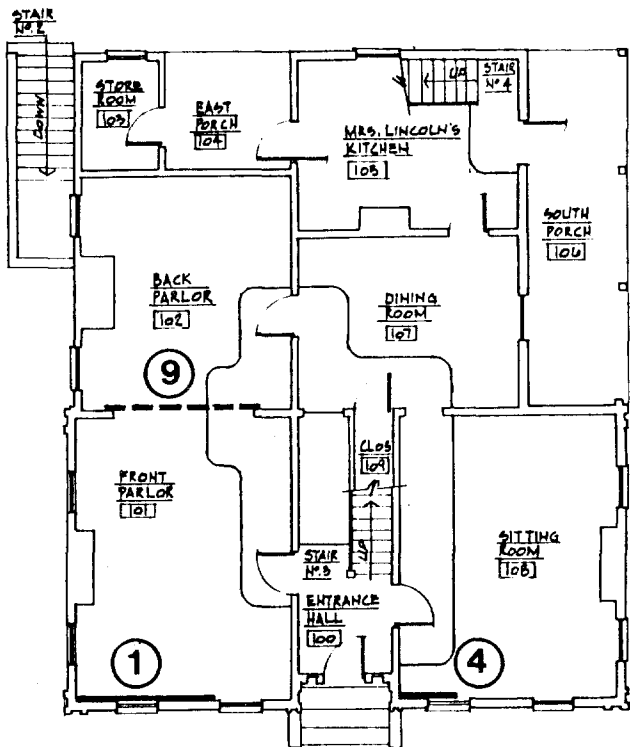 STAIR
Nº.2
DOWN
STORE
ROOM
103
EAST
PORCH
104
MRS. LINCOLN'S
KITCHEN
105
UP
STAIR
Nº4
SOUTH
PORCH
106
BACK
PARLOR
102
DINING
ROOM
107
9
FRONT
PARLOR
101
CLOS
109
UP
STAIR
Nº.3
SITTING
ROOM
108
ENTRANCE
HALL
100
1
4